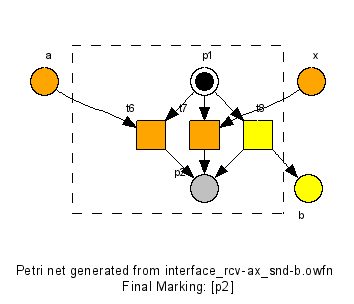 a
p1
x
t6
t7
t8
p2
b
Petri net generated from interface_rcv-ax_snd-b.owfn
Final Marking: [p2]